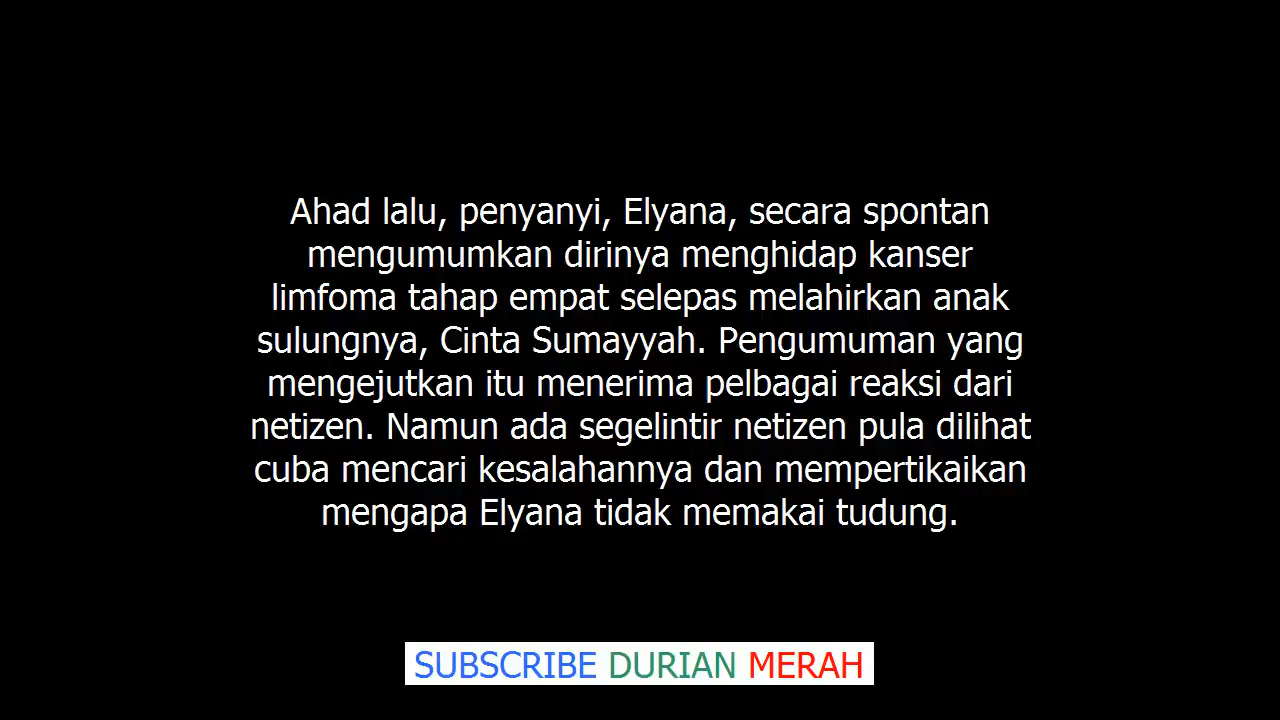 Ahad lalu, penyanyi, Elyana, secara spontan
mengumumkan dirinya menghidap kanser
limfoma tahap empat selepas melahirkan anak
sulungnya, Cinta Sumayyah. Pengumuman yang
mengejutkan itu menerima pelbagai reaksi dari
netizen. Namun ada segelintir netizen pula dilihat
cuba mencari kesalahannya dan mempertikaikan
mengapa Elyana tidak memakai tudung.
SUBSCRIBE DURIAN MERAH